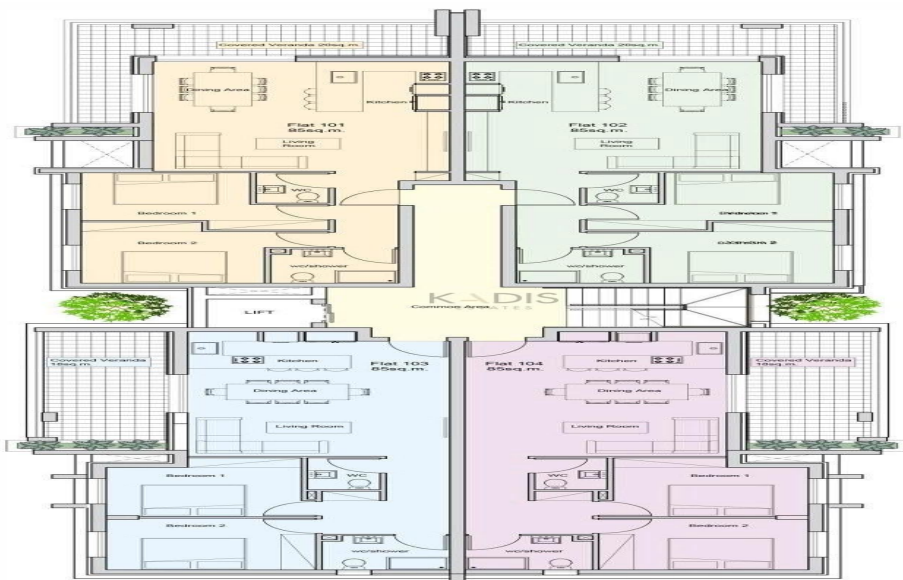 Covered Veranda 20sq.m
Covered Veranda 20sq.m
Dining Area
Kitchen
Flat 101
85sq.m.
Living
Room
Kitchen
Dining Area
Flat 102
85sq.m.
Living
Room
WC
Bedroom 1
Bedroom 2
wc/shower
WC
wc/shower
LIFT
KADIS
Common Area
Covered Veranda
18sq.m
Kitchen
Flat 103
85sq.m.
Dining Area
Living Room
Flat 104
85sq.m.
Kitchen
Dining Area
Living Room
Covered Veranda
18sq.m
Bedroom 1
WC
Bedroom 2
wc/shower
WC
Bedroom 1
Bedroom 2
wc/shower